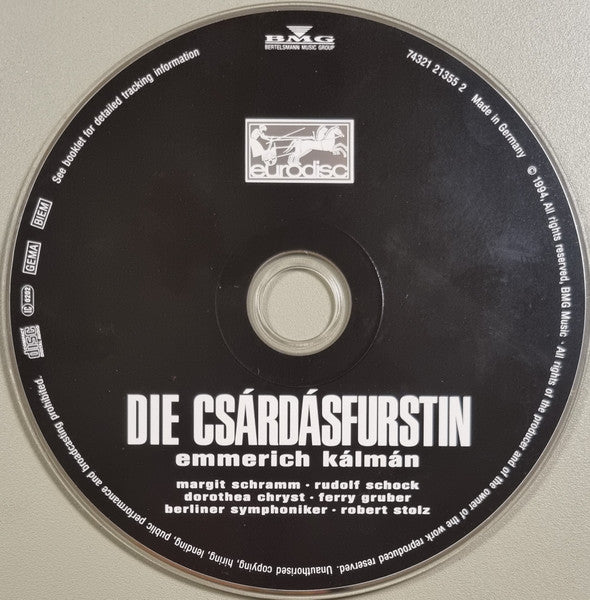 BMG
BERTELSMANN MUSIC GROUP
74321 21355 2 Made in Germany © 1994, All rights reserved, BMG Music · All rights of the producer and of the owner of the work reproduced reserved. Unauthorised copying, hiring, lending, public performance and broadcasting prohibited.
See booklet for detailed tracking information
BIEM
GEMA
LC 0202
disc
eurodisc
DIE CSÁRDÁSFURSTIN
emmerich kálmán
margit schramm · rudolf schock
dorothea chryst · ferry gruber
berliner symphoniker · robert stolz